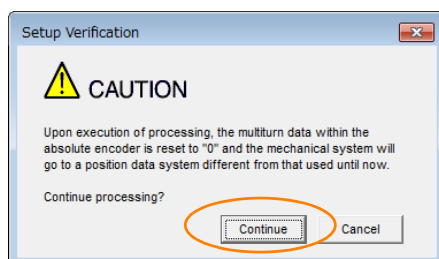 Setup Verification
CAUTION
Upon execution of processing, the multiturn data within the
absolute encoder is reset to "0" and the mechanical system will
go to a position data system different from that used until now.
Continue processing?
Continue Cancel